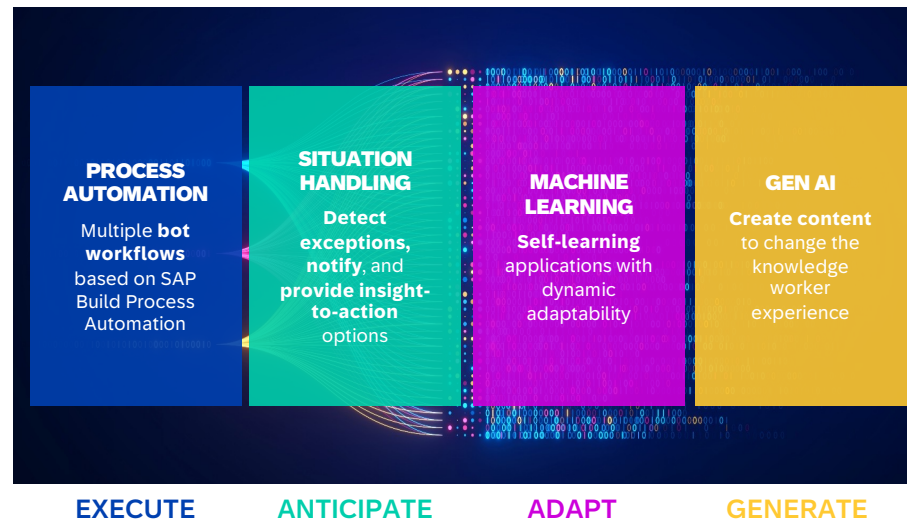 PROCESS
AUTOMATION
Multiple bot
workflows
based on SAP
Build Process
Automation
SITUATION
HANDLING
Detect
exceptions,
notify, and
provide insight-
to-action
options
MACHINE
LEARNING
Self-learning
applications with
dynamic
adaptability
GEN AI
Create content
to change the
knowledge
worker
experience
EXECUTE
ANTICIPATE
ADAPT
GENERATE